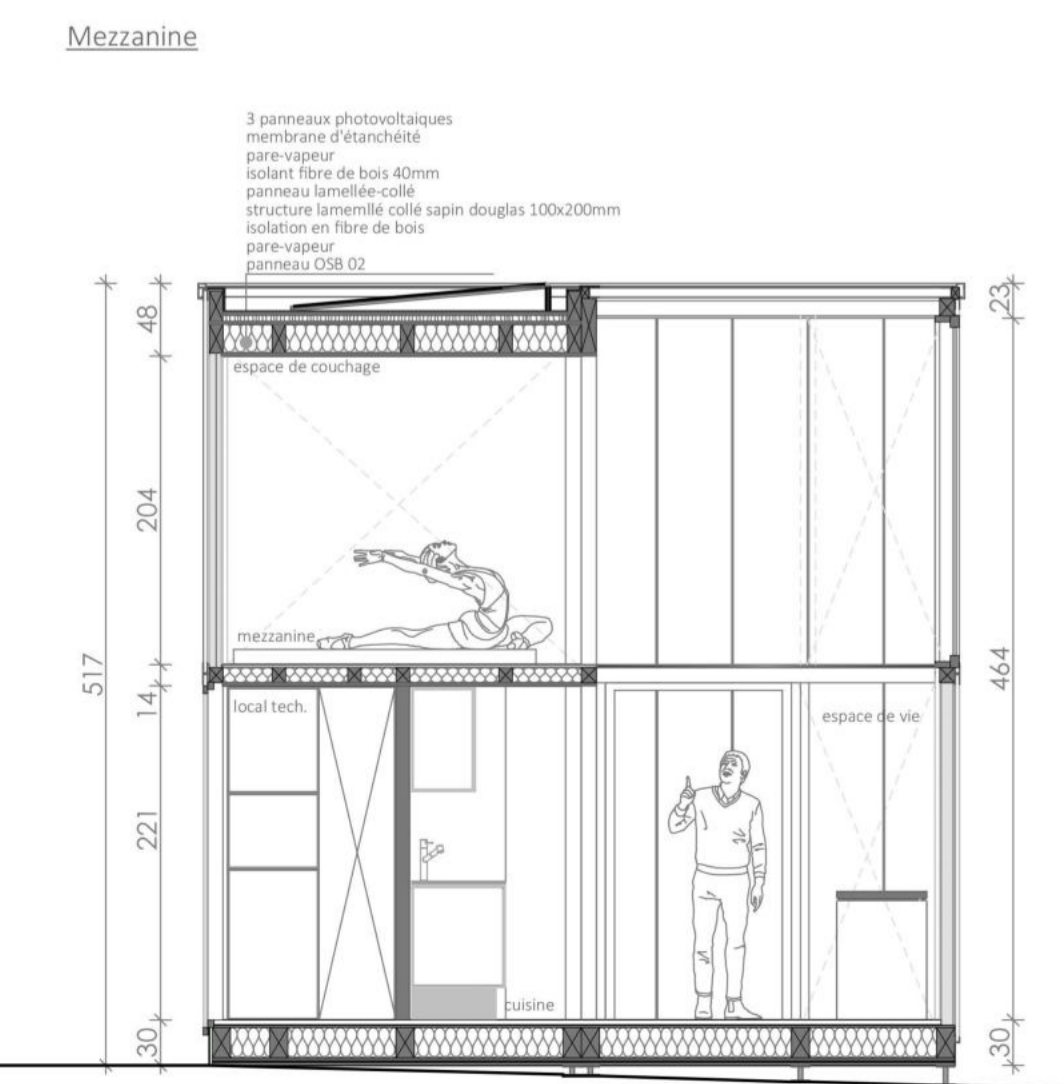 Mezzanine
3 panneaux photovoltaiques
membrane d'étanchéité
pare-vapeur
isolant fibre de bois 40mm
panneau lamellée-collé
structure lamemllé collé sapin douglas 100x200mm
isolation en fibre de bois
pare-vapeur
panneau OSB 02
48
23
espace de couchage
204
mezzanine
517
464
14
local tech.
espace de vie
221
cuisine
30
30